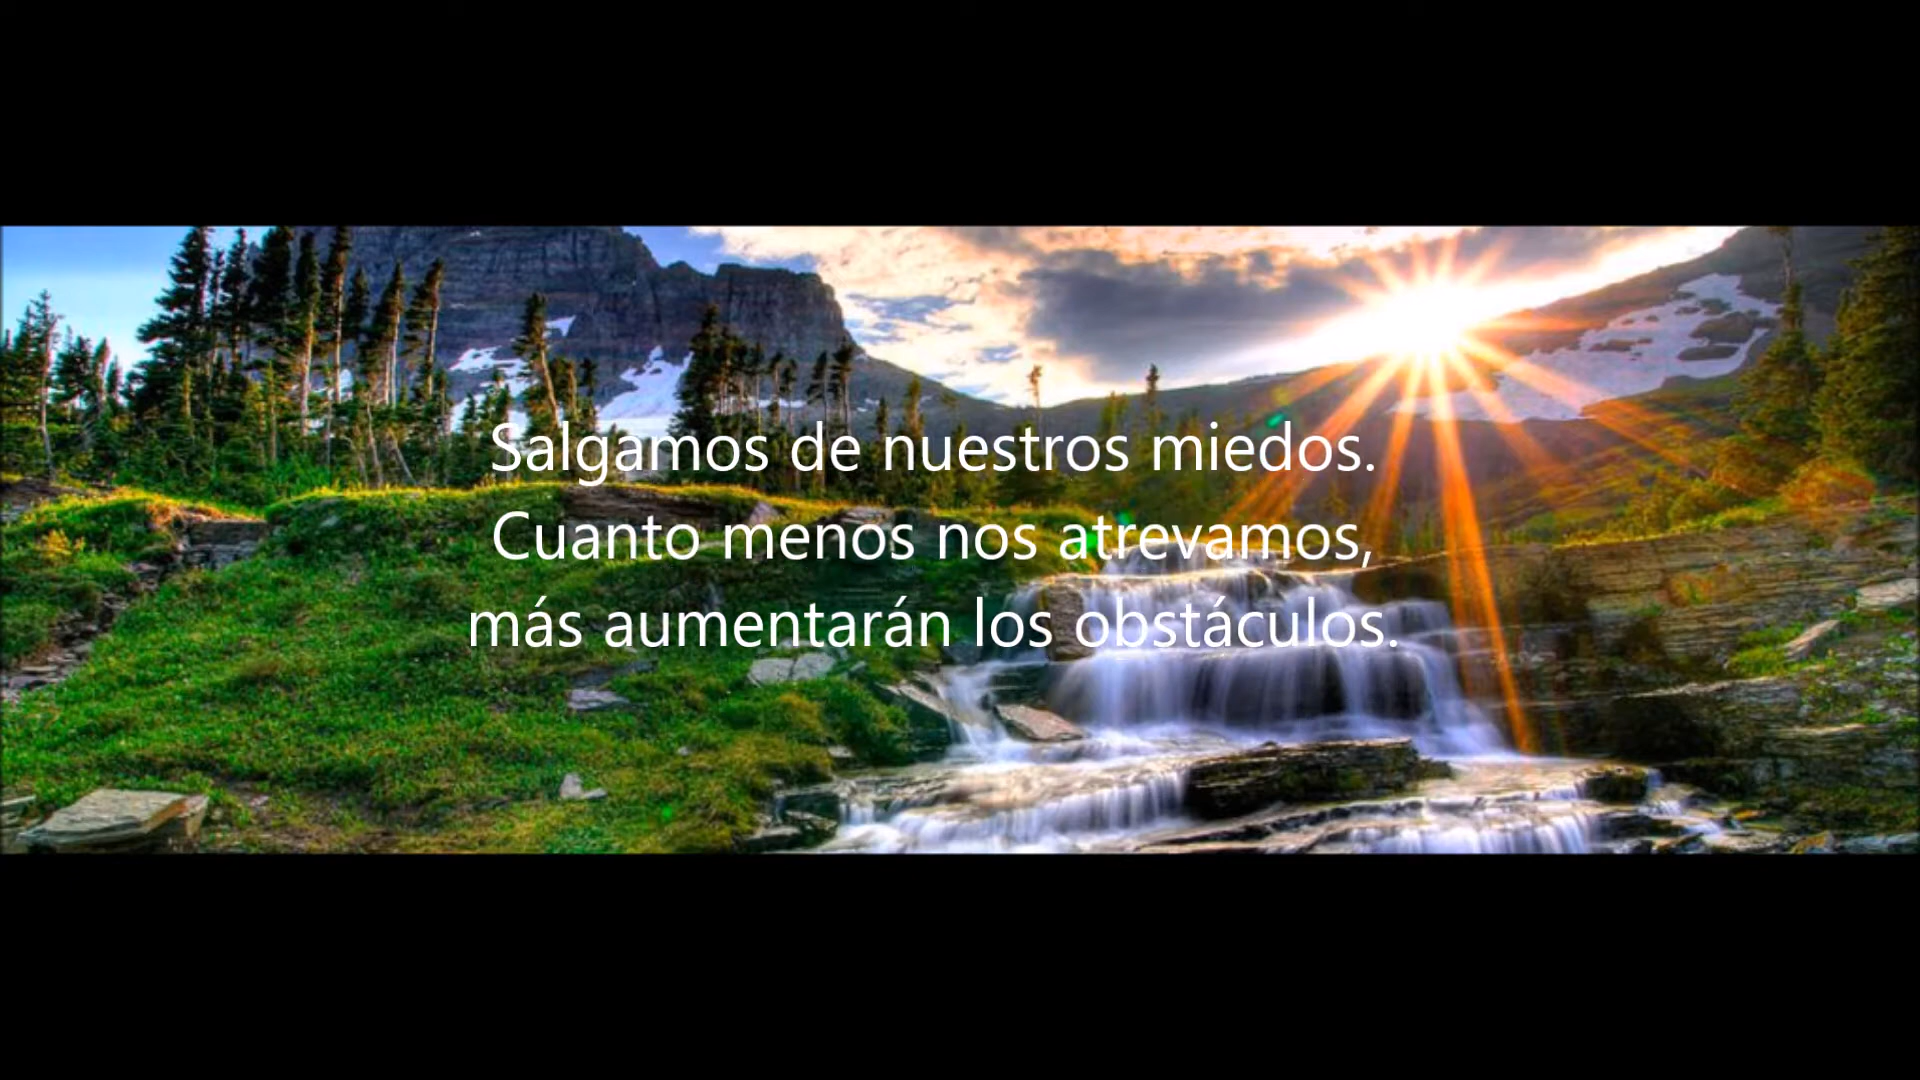 Salgamos de nuestros miedos.
Cuanto menos nos atrevamos,
más aumentarán los obstáculos.